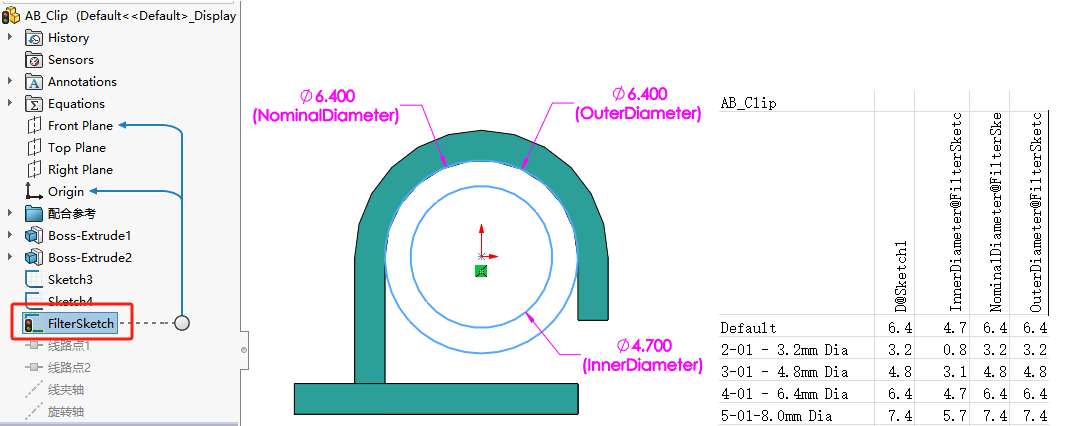 AB_Clip (Default<<Default>_Display
History
Sensors
Annotations
Equations
Front Plane
Top Plane
Right Plane
Origin
配合参考
Boss-Extrude1
Boss-Extrude2
Sketch3
Sketch4
FilterSketch
线路点1
线路点2
线夹轴
旋转轴
∅6.400
(NominalDiameter)
∅6.400
(OuterDiameter)
∅4.700
(InnerDiameter)
AB_Clip
D@Sketch1
InnerDiameter@FilterSketc
NominalDiameter@FilterSke
OuterDiameter@FilterSketc
Default 6.4 4.7 6.4 6.4
2-01 - 3.2mm Dia 3.2 0.8 3.2 3.2
3-01 - 4.8mm Dia 4.8 3.1 4.8 4.8
4-01 - 6.4mm Dia 6.4 4.7 6.4 6.4
5-01-8.0mm Dia 7.4 5.7 7.4 7.4